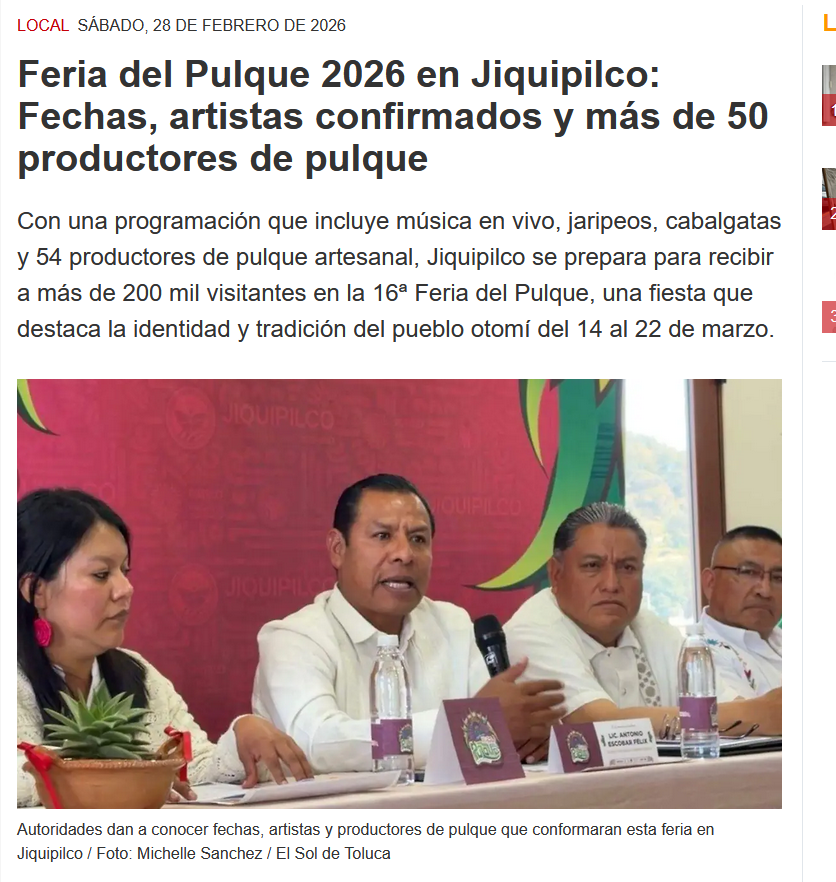 LOCAL SÁBADO, 28 DE FEBRERO DE 2026
Feria del Pulque 2026 en Jiquipilco:
Fechas, artistas confirmados y más de 50
productores de pulque
Con una programación que incluye música en vivo, jaripeos, cabalgatas
y 54 productores de pulque artesanal, Jiquipilco se prepara para recibir
a más de 200 mil visitantes en la 16ª Feria del Pulque, una fiesta que
destaca la identidad y tradición del pueblo otomí del 14 al 22 de marzo.
JIQUIPILCO
JIQUIPILCO
JIQUIPILCO
LIC. ANTONIO
ESCOBAR FÉLIX
Autoridades dan a conocer fechas, artistas y productores de pulque que conformaran esta feria en
Jiquipilco / Foto: Michelle Sanchez / El Sol de Toluca
L
1
2
3